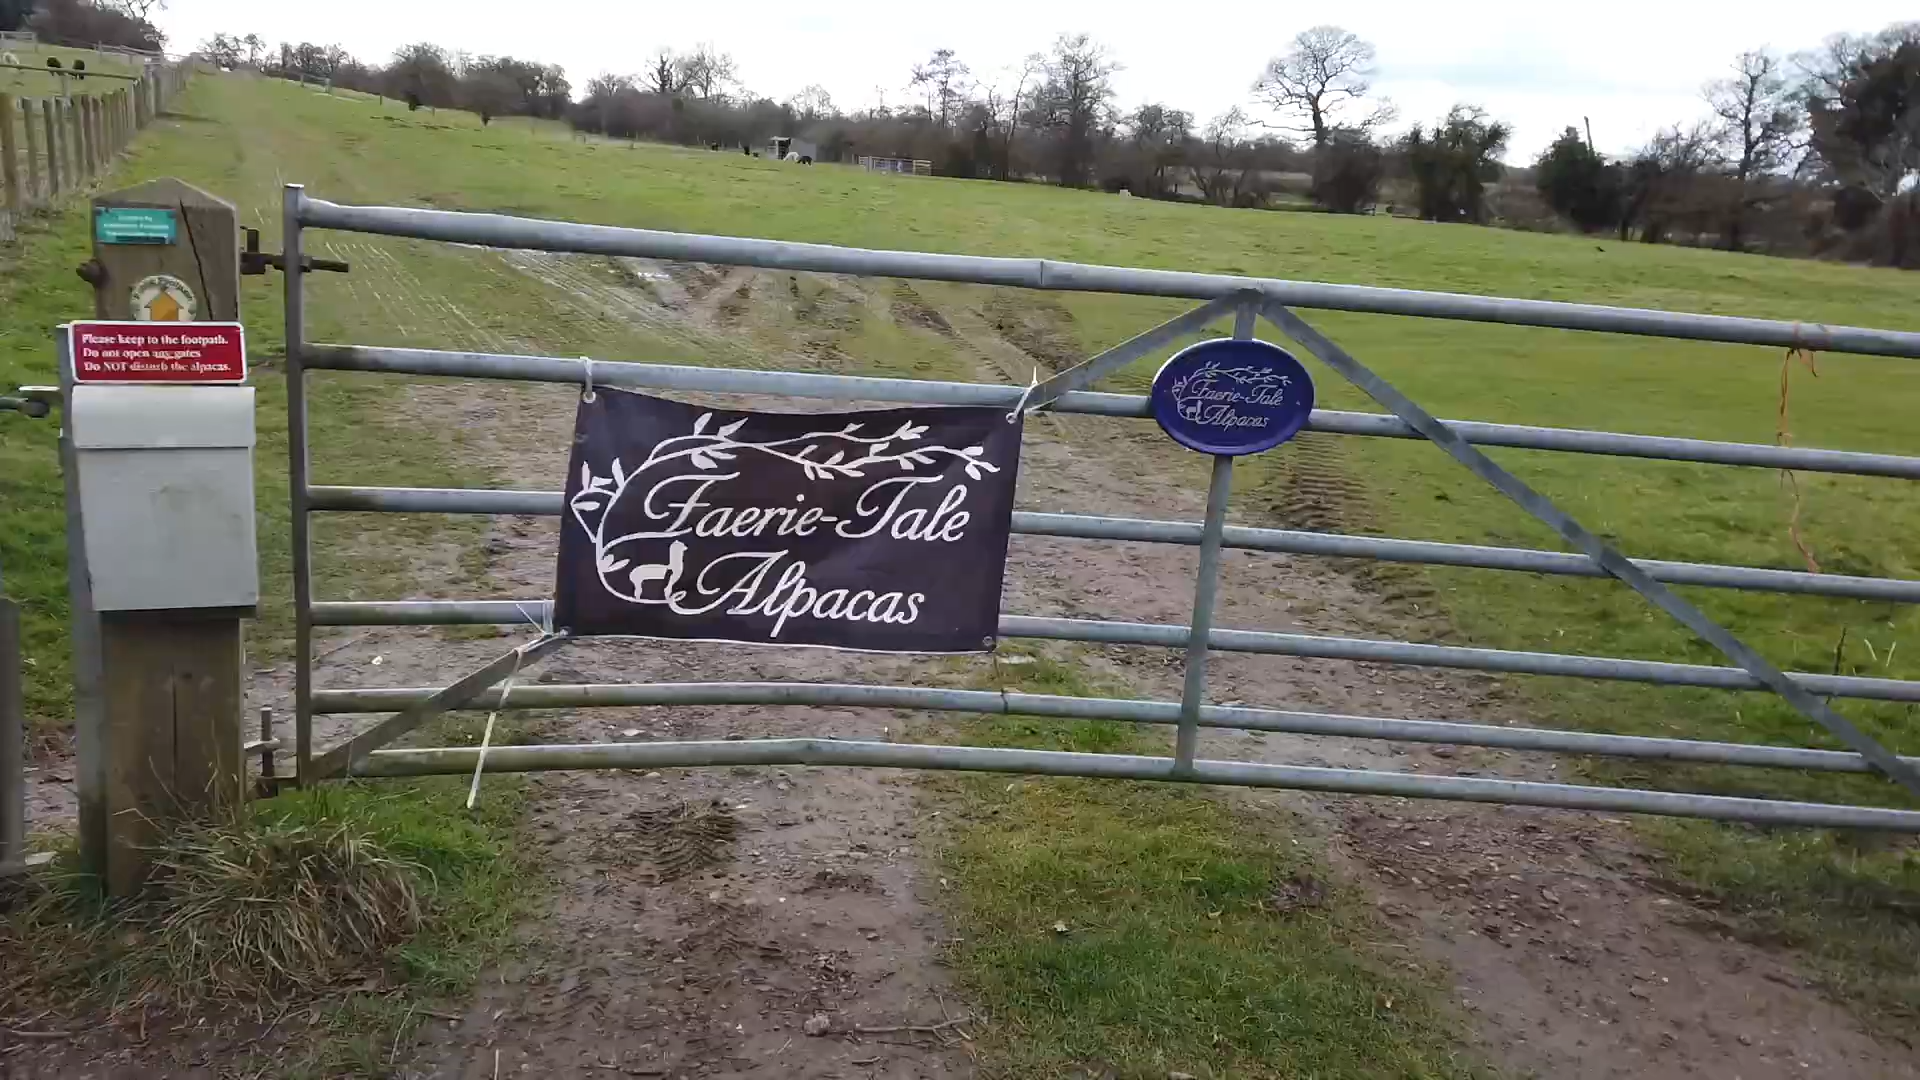 Please keep to the footpath.
Do not open any gates
Do NOT disturb the alpacas.
Faerie-Tale
Alpacas
Faerie-Tale
Alpacas